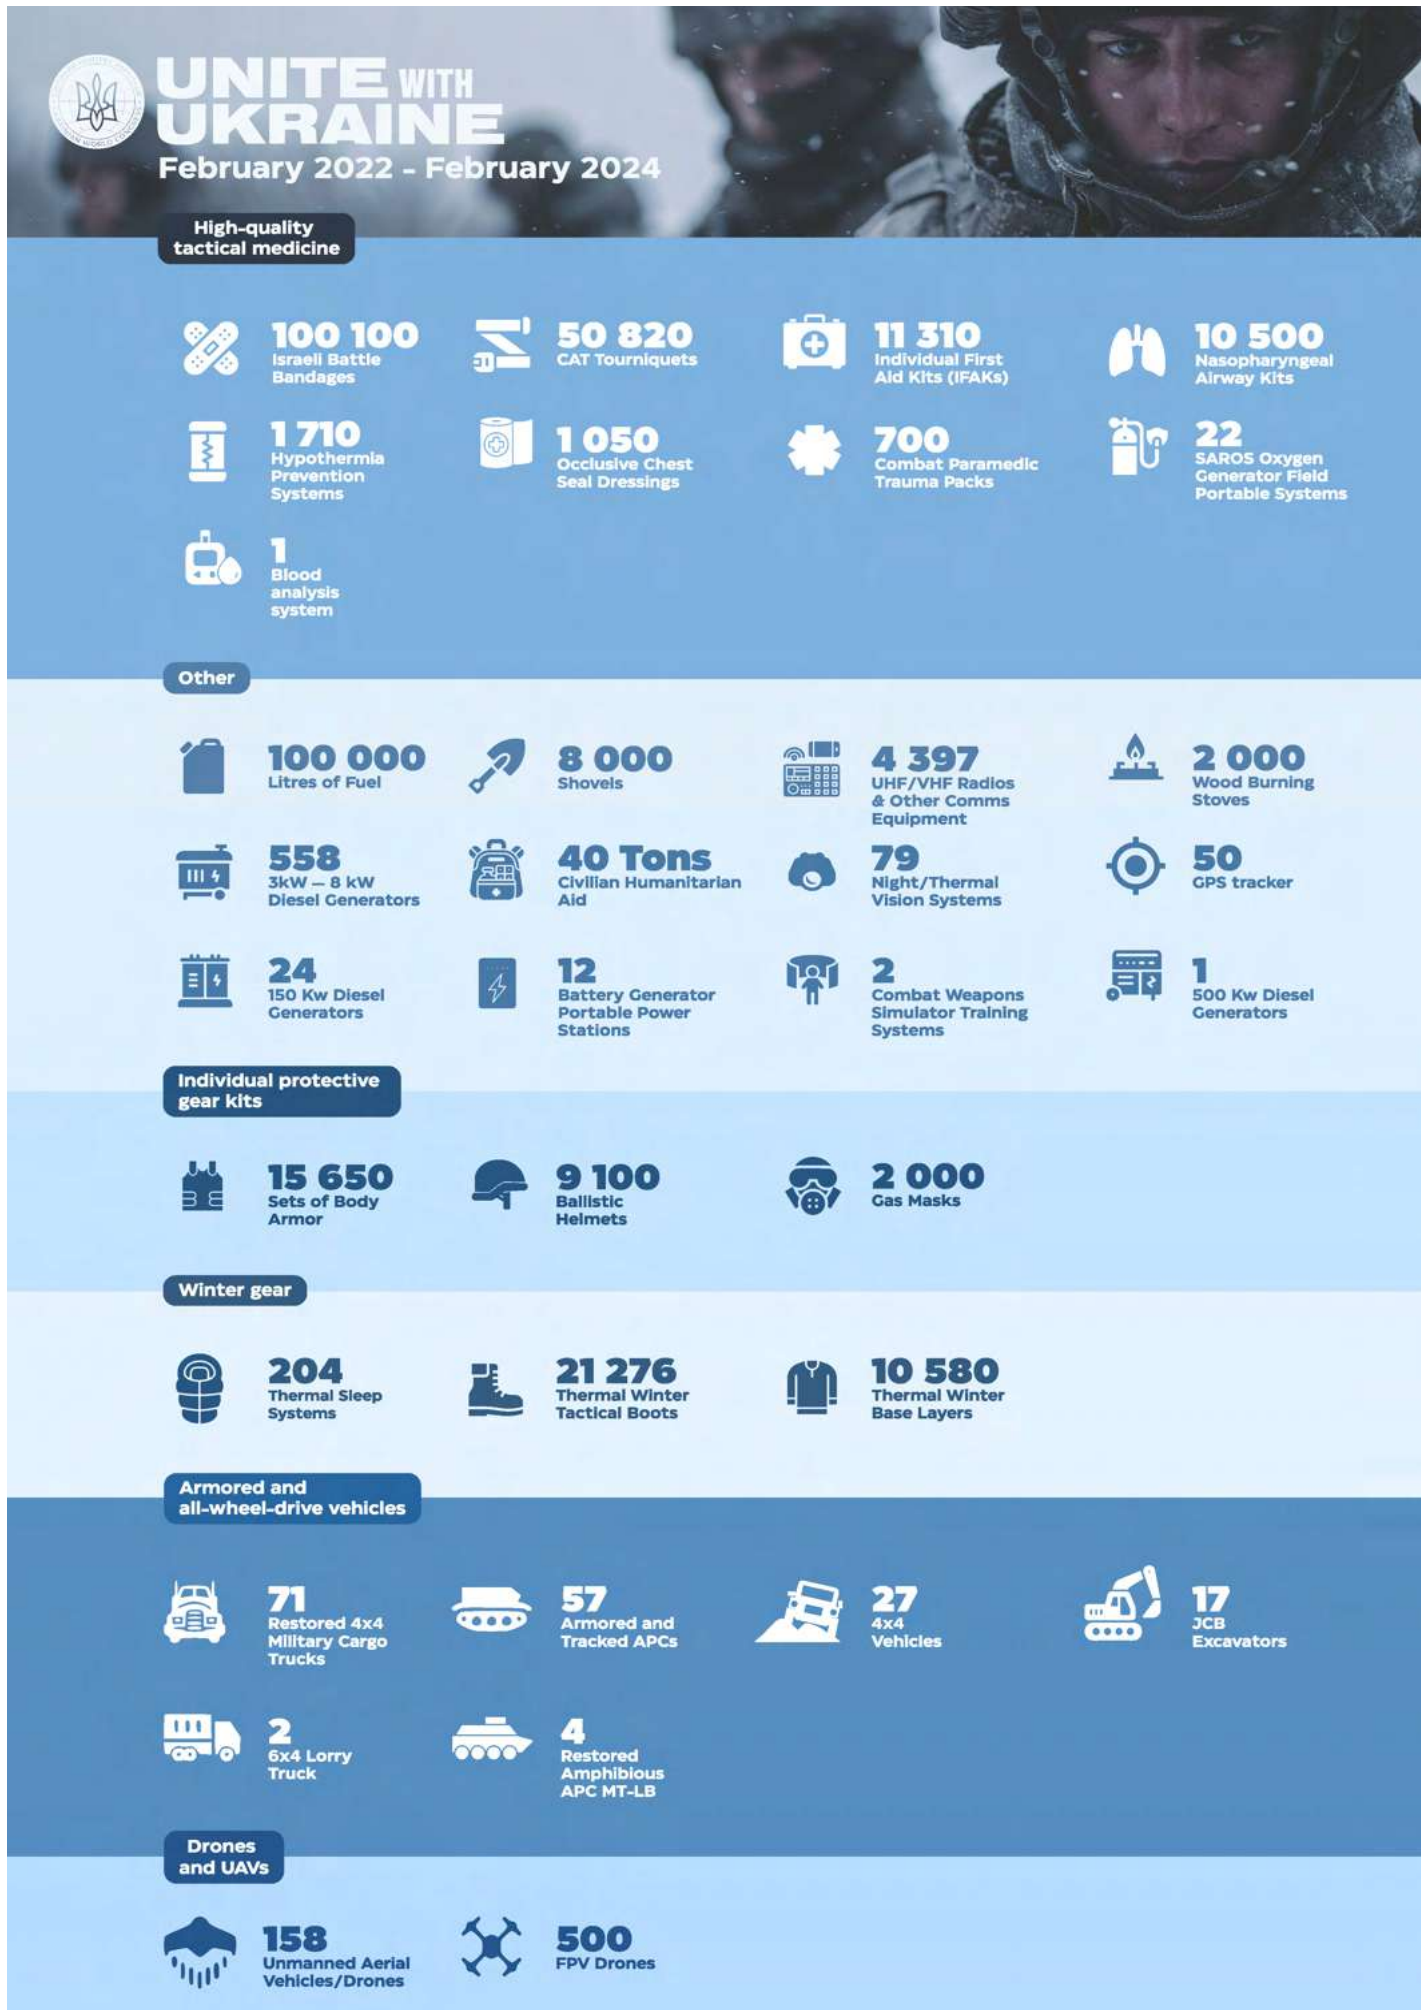 UNITE WITH
UKRAINE
February 2022 - February 2024
High-quality
tactical medicine
100 100
Israeli Battle
Bandages
50 820
CAT Tourniquets
11 310
Individual First
Aid Kits (IFAKs)
10 500
Nasopharyngeal
Airway Kits
1 710
Hypothermia
Prevention
Systems
1 050
Occlusive Chest
Seal Dressings
700
Combat Paramedic
Trauma Packs
22
SAROS Oxygen
Generator Field
Portable Systems
1
Blood
analysis
system
Other
100 000
Litres of Fuel
8 000
Shovels
4 397
UHF/VHF Radios
& Other Comms
Equipment
2 000
Wood Burning
Stoves
558
3kW – 8 kW
Diesel Generators
40 Tons
Civilian Humanitarian
Aid
79
Night/Thermal
Vision Systems
50
GPS tracker
24
150 Kw Diesel
Generators
12
Battery Generator
Portable Power
Stations
2
Combat Weapons
Simulator Training
Systems
1
500 Kw Diesel
Generators
Individual protective
gear kits
15 650
Sets of Body
Armor
9 100
Ballistic
Helmets
2 000
Gas Masks
Winter gear
204
Thermal Sleep
Systems
21 276
Thermal Winter
Tactical Boots
10 580
Thermal Winter
Base Layers
Armored and
all-wheel-drive vehicles
71
Restored 4x4
Military Cargo
Trucks
57
Armored and
Tracked APCs
27
4x4
Vehicles
17
JCB
Excavators
2
6x4 Lorry
Truck
4
Restored
Amphibious
APC MT-LB
Drones
and UAVs
158
Unmanned Aerial
Vehicles/Drones
500
FPV Drones